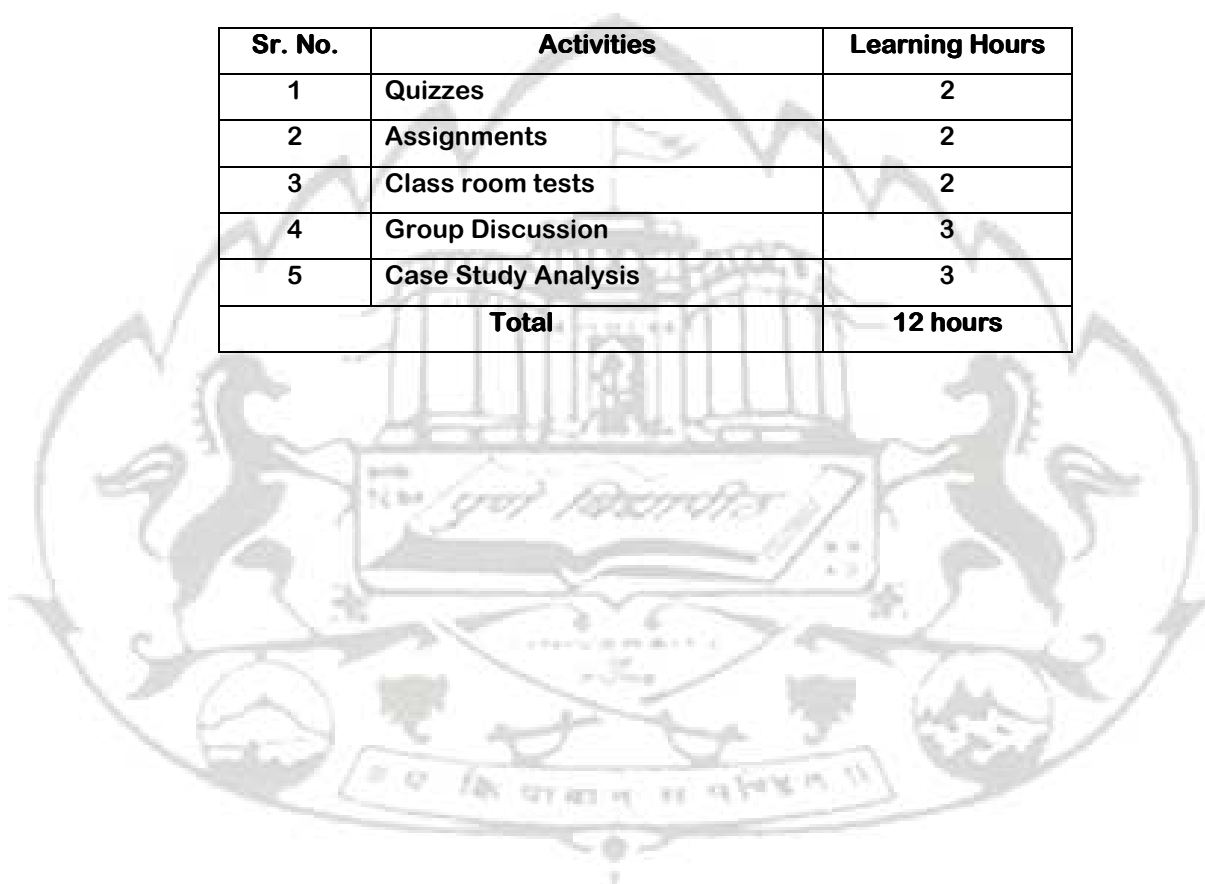 Sr. No. Activities Learning Hours
1 Quizzes 2
2 Assignments 2
3 Class room tests 2
4 Group Discussion 3
5 Case Study Analysis 3
Total 12 hours